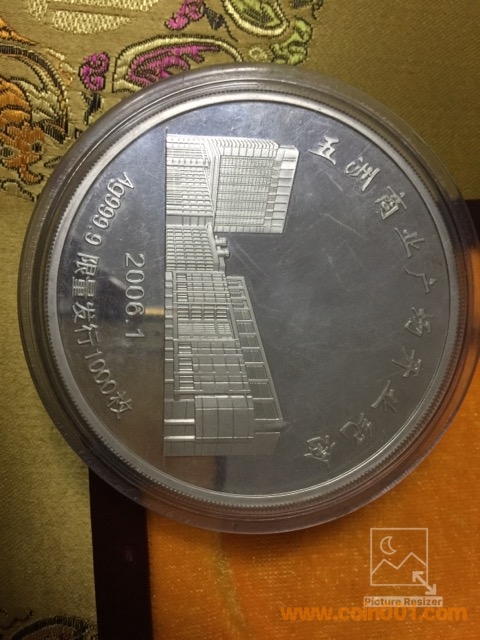 五洲商业广场开业纪念
2006.1
Ag999.9 限量发行1000枚
Picture Resizer
www.coin001.com